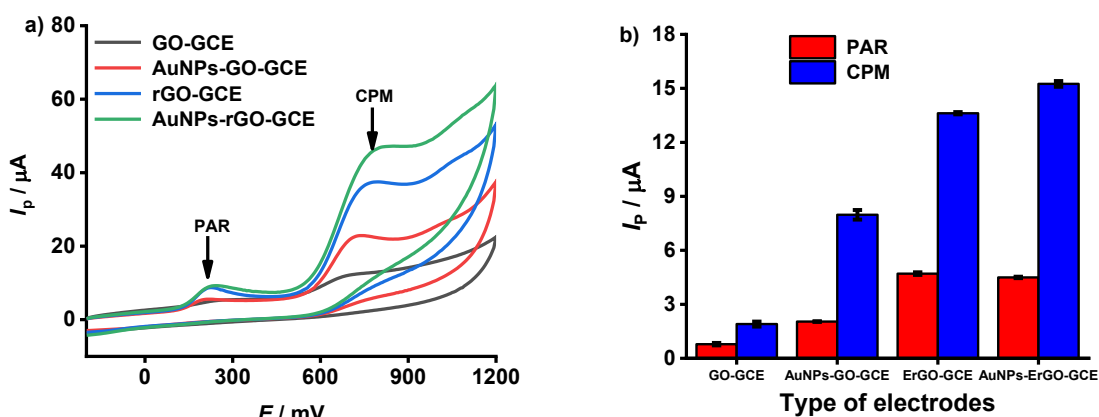 a)
80
60
40
20
0
I_p / μA
GO-GCE
AuNPs-GO-GCE
rGO-GCE
AuNPs-rGO-GCE
CPM
PAR
0 300 600 900 1200
E / mV
b)
18
15
12
9
6
3
0
I_P / μA
PAR
CPM
GO-GCE AuNPs-GO-GCE ErGO-GCE AuNPs-ErGO-GCE
Type of electrodes